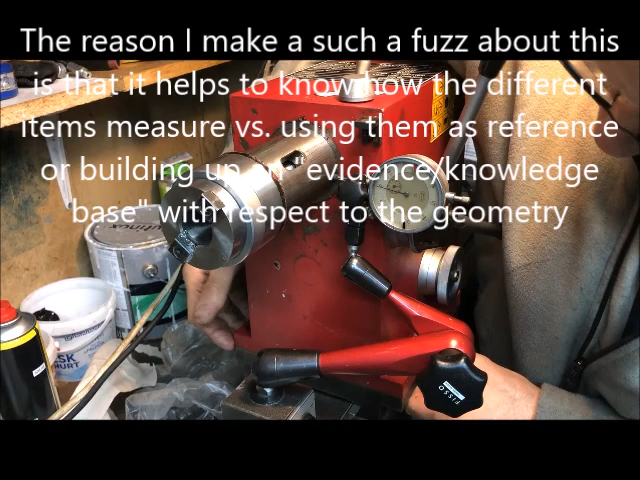 The reason I make a such a fuzz about this
is that it helps to know how the different
items measure vs. using them as reference
or building up an "evidence/knowledge
base" with respect to the geometry
FISSO